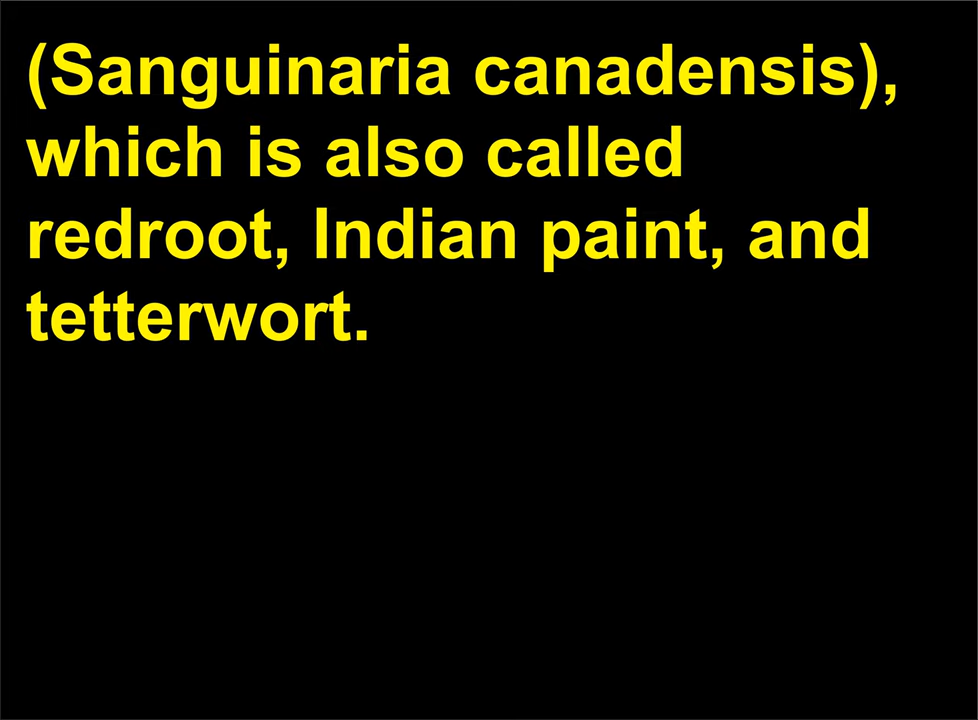 (Sanguinaria canadensis),
which is also called
redroot, Indian paint, and
tetterwort.